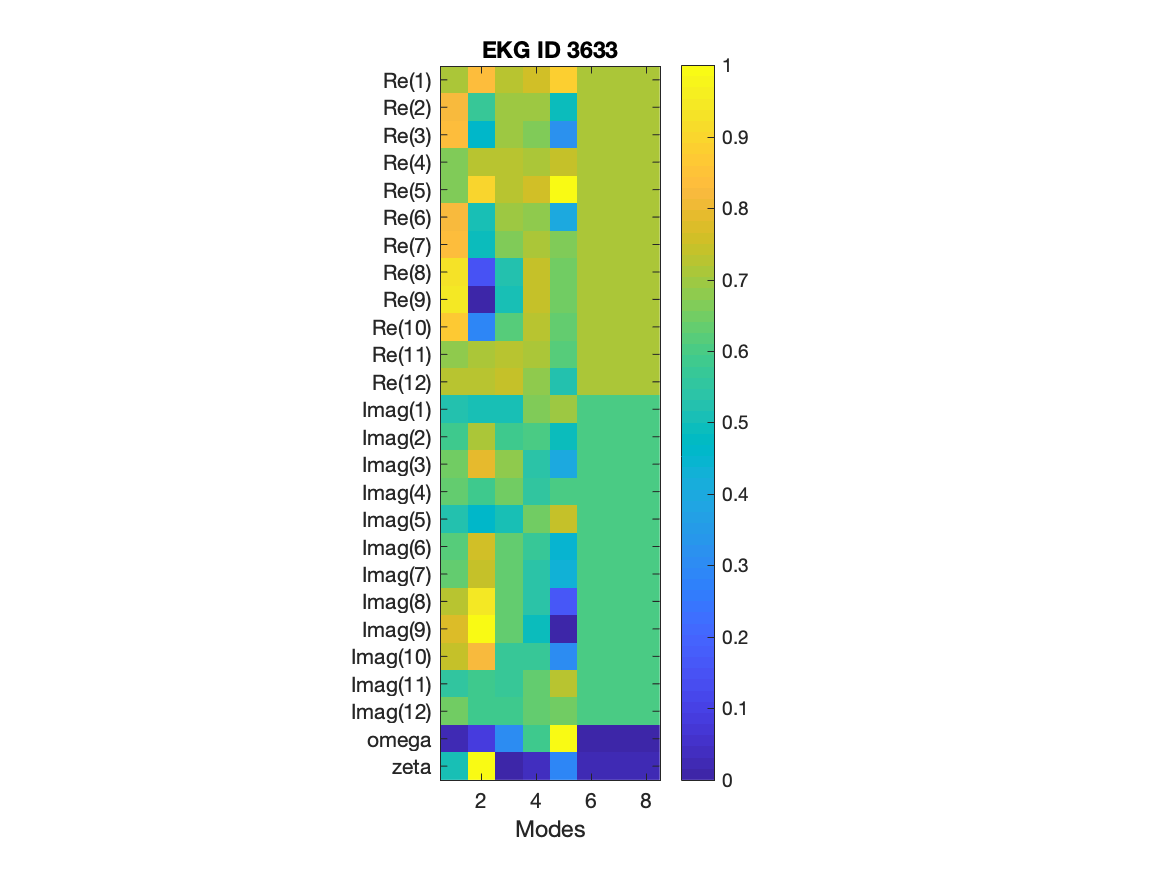 EKG ID 3633
Re(1)
Re(2)
Re(3)
Re(4)
Re(5)
Re(6)
Re(7)
Re(8)
Re(9)
Re(10)
Re(11)
Re(12)
Imag(1)
Imag(2)
Imag(3)
Imag(4)
Imag(5)
Imag(6)
Imag(7)
Imag(8)
Imag(9)
Imag(10)
Imag(11)
Imag(12)
omega
zeta
2 4 6 8
Modes
1
0.9
0.8
0.7
0.6
0.5
0.4
0.3
0.2
0.1
0